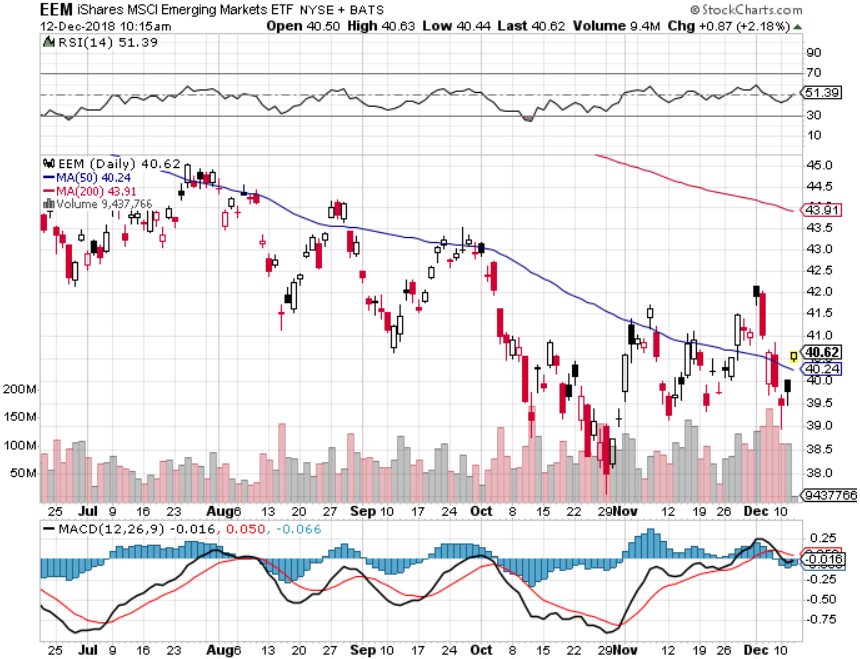 EEM iShares MSCI Emerging Markets ETF NYSE + BATS © StockCharts.com
12-Dec-2018 10:15am Open 40.50 High 40.63 Low 40.44 Last 40.62 Volume 9.4M Chg +0.87 (+2.18%)
RSI(14) 51.39
90
70
51.39
30
10
EEM (Daily) 40.62
MA(50) 40.24
MA(200) 43.91
Volume 9,437,766
45.0
44.5
43.91
43.5
43.0
42.5
42.0
41.5
41.0
40.62
40.24
40.0
39.5
39.0
38.5
38.0
200M
150M
100M
50M
9437766
25 Jul 9 16 23 Aug 6 13 20 27 Sep 10 17 24 Oct 8 15 22 29 Nov 12 19 26 Dec 10
MACD(12,26,9) -0.016, 0.050, -0.066
0.25
-0.016
-0.25
-0.50
-0.75
25 Jul 9 16 23 Aug 6 13 20 27 Sep 10 17 24 Oct 8 15 22 29 Nov 12 19 26 Dec 10